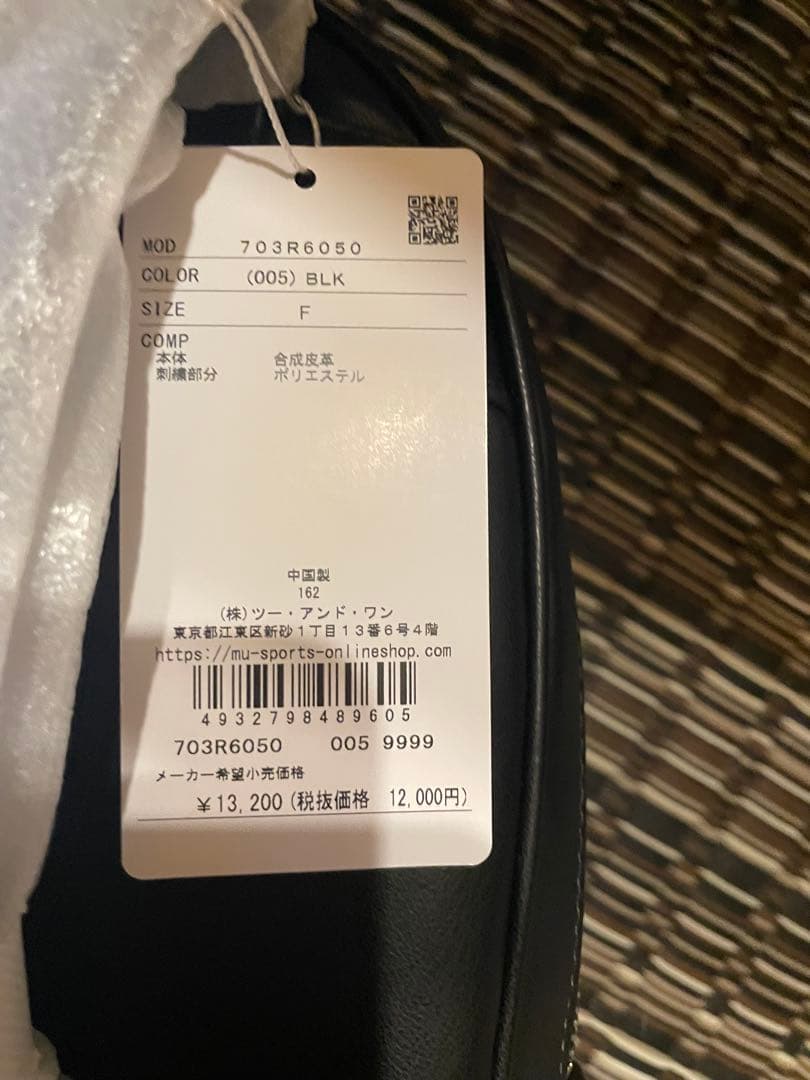 MOD 703R6050
COLOR (005) BLK
SIZE F
COMP
本体 合成皮革
刺繍部分 ポリエステル
中国製
162
(株)ツー・アンド・ワン
東京都江東区新砂1丁目13番6号4階
https://mu-sports-onlineshop.com
4932798489605
703R6050 005 9999
メーカー希望小売価格
¥13,200(税抜価格 12,000円)